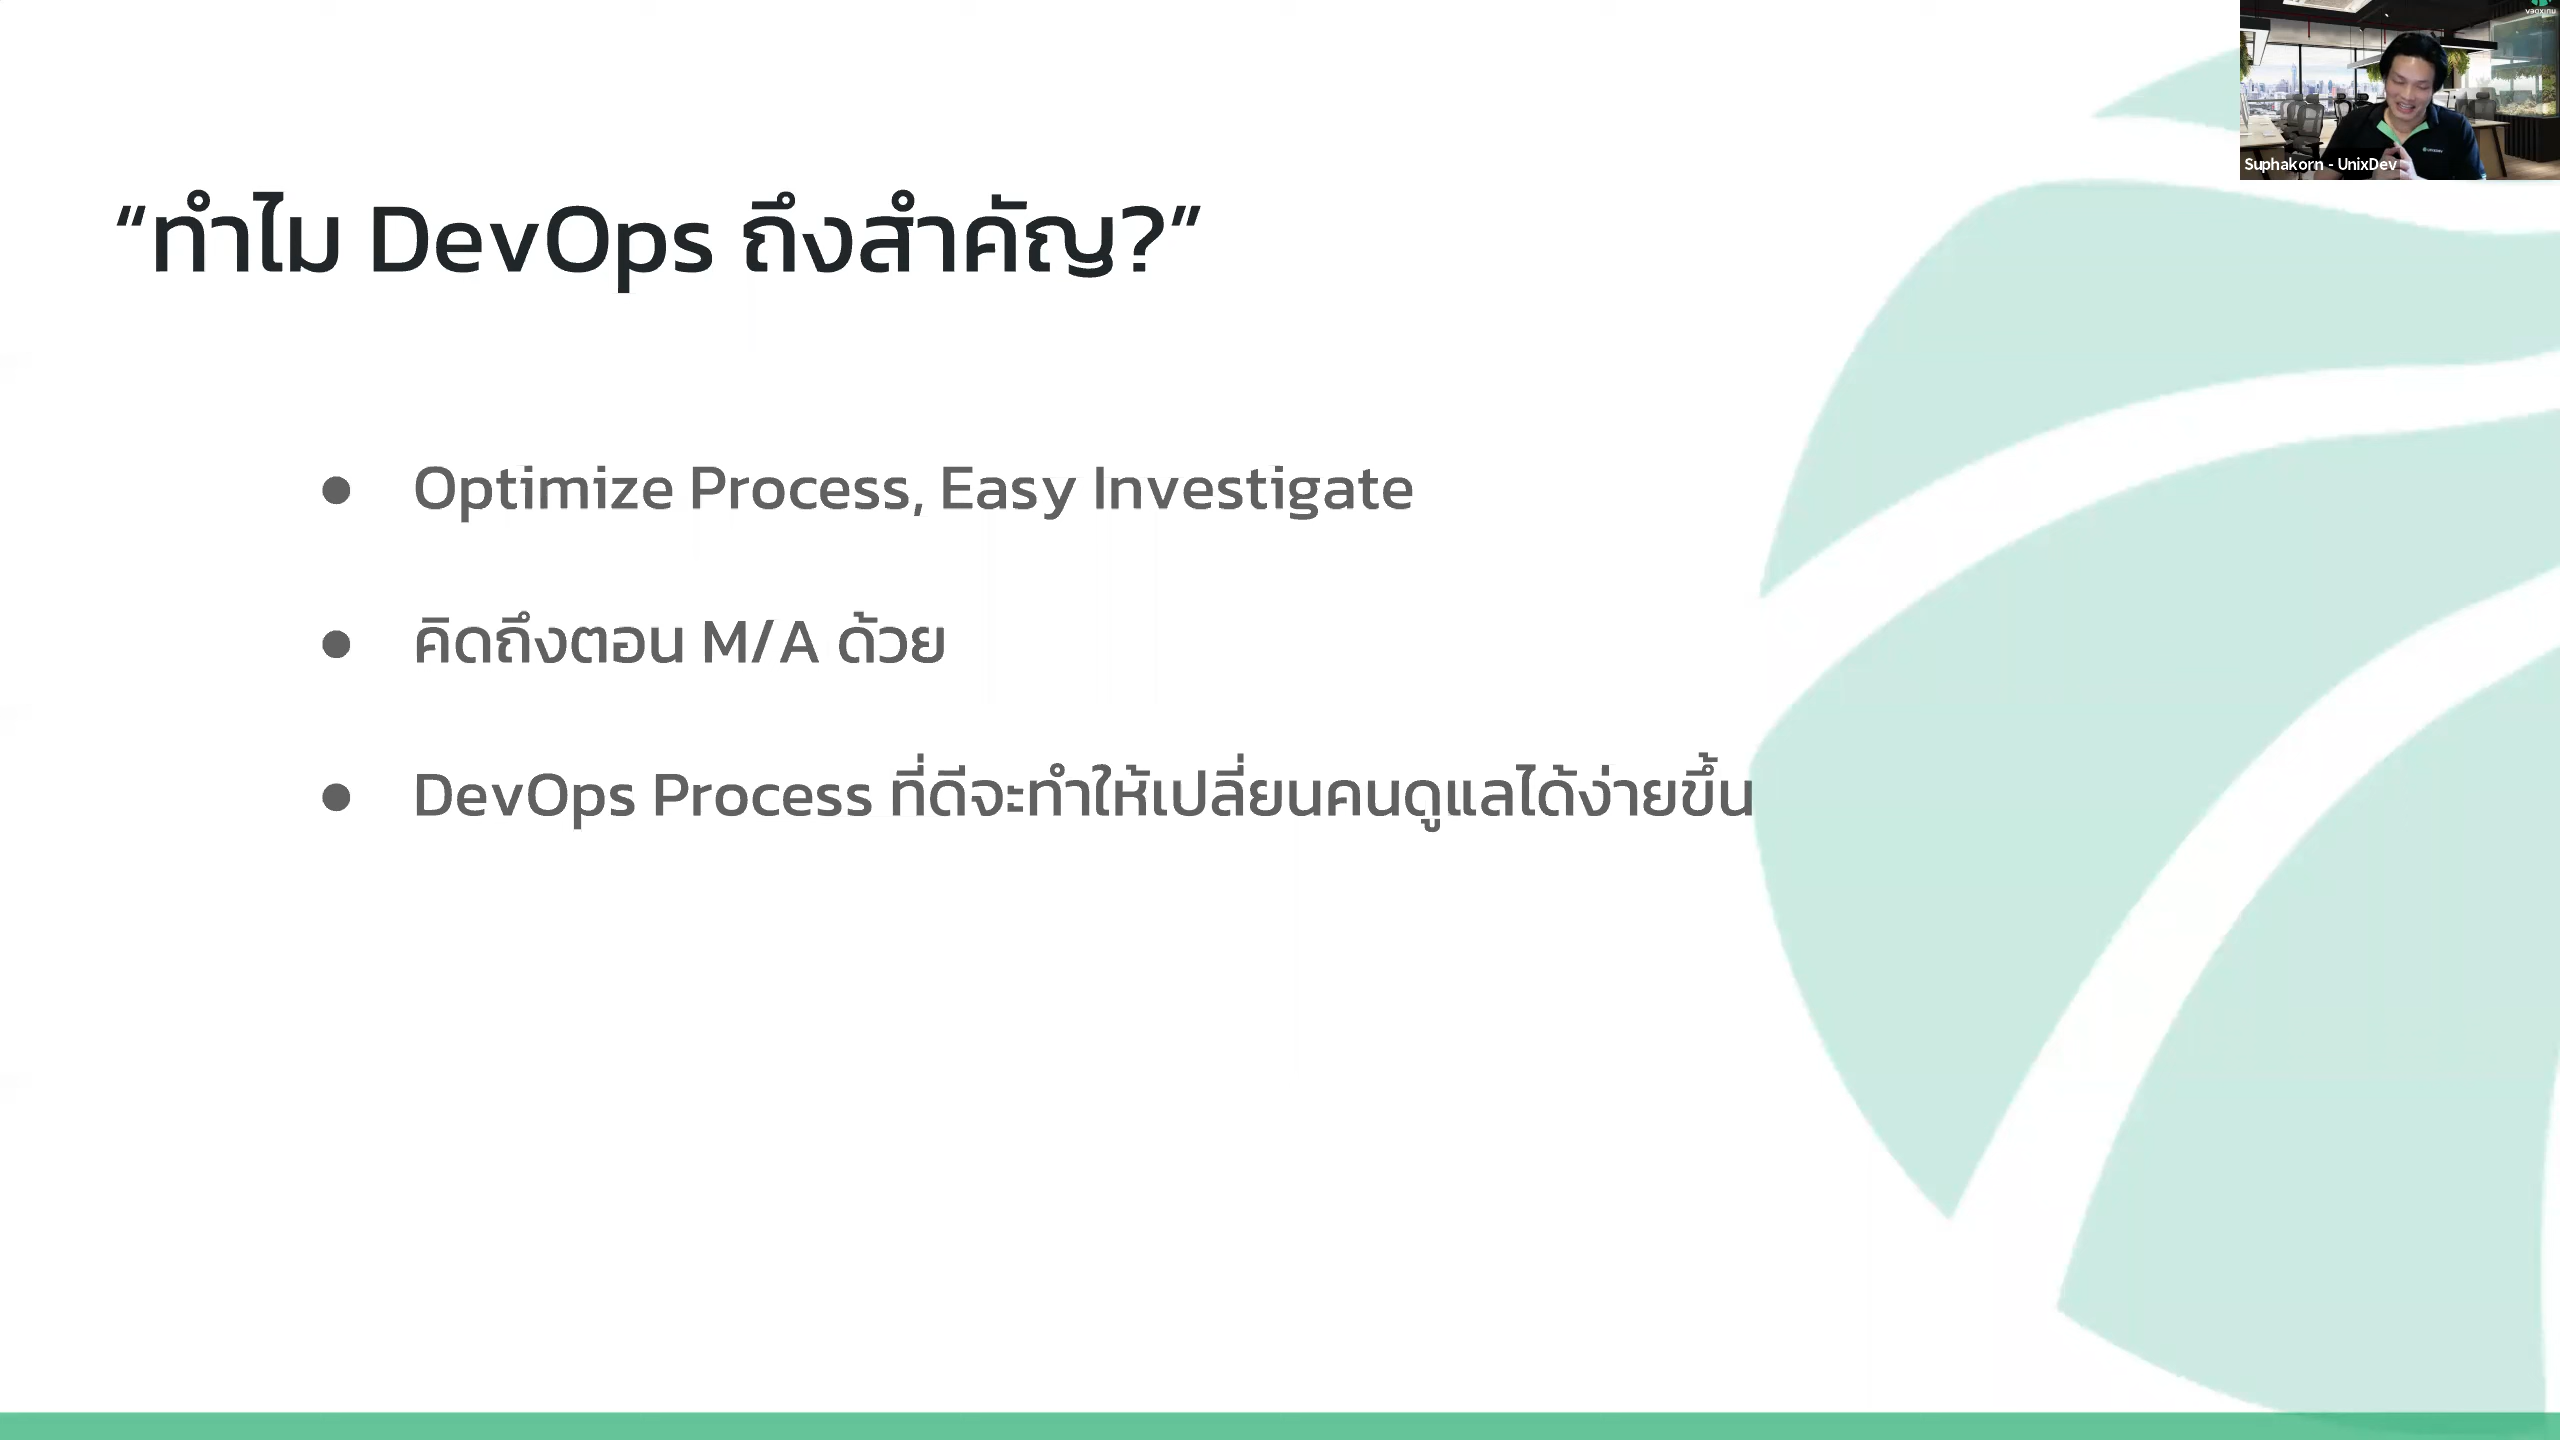 “ทำไม DevOps ถึงสำคัญ?”
● Optimize Process, Easy Investigate
● คิดถึงตอน M/A ด้วย
● DevOps Process ที่ดีจะทำให้เปลี่ยนคนดูแลได้ง่ายขึ้น
Suphakorn - UnixDev